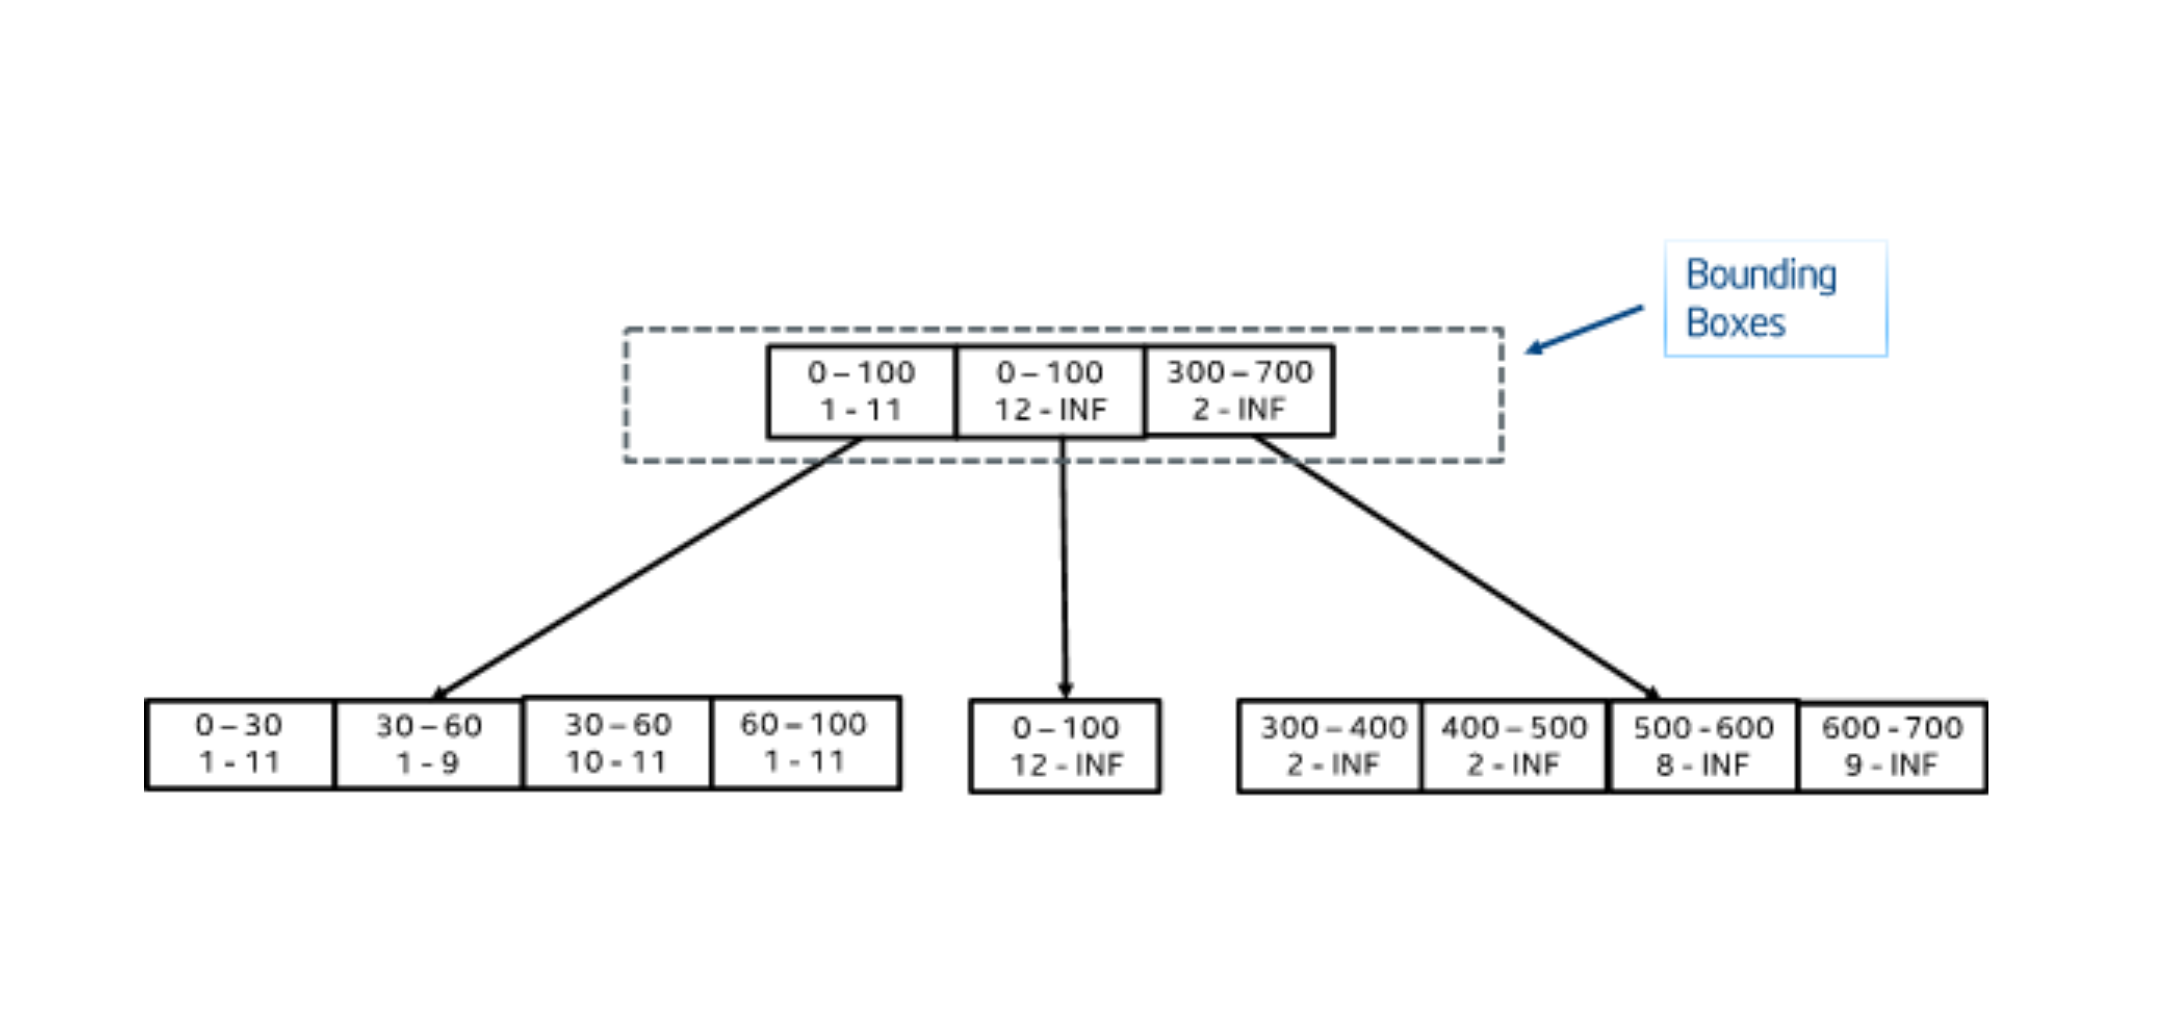 Bounding
Boxes
0 – 100
1 - 11
0 – 100
12 - INF
300 – 700
2 - INF
0 – 30
1 - 11
30 – 60
1 - 9
30 – 60
10 - 11
60 – 100
1 - 11
0 – 100
12 - INF
300 – 400
2 - INF
400 – 500
2 - INF
500 - 600
8 - INF
600 - 700
9 - INF